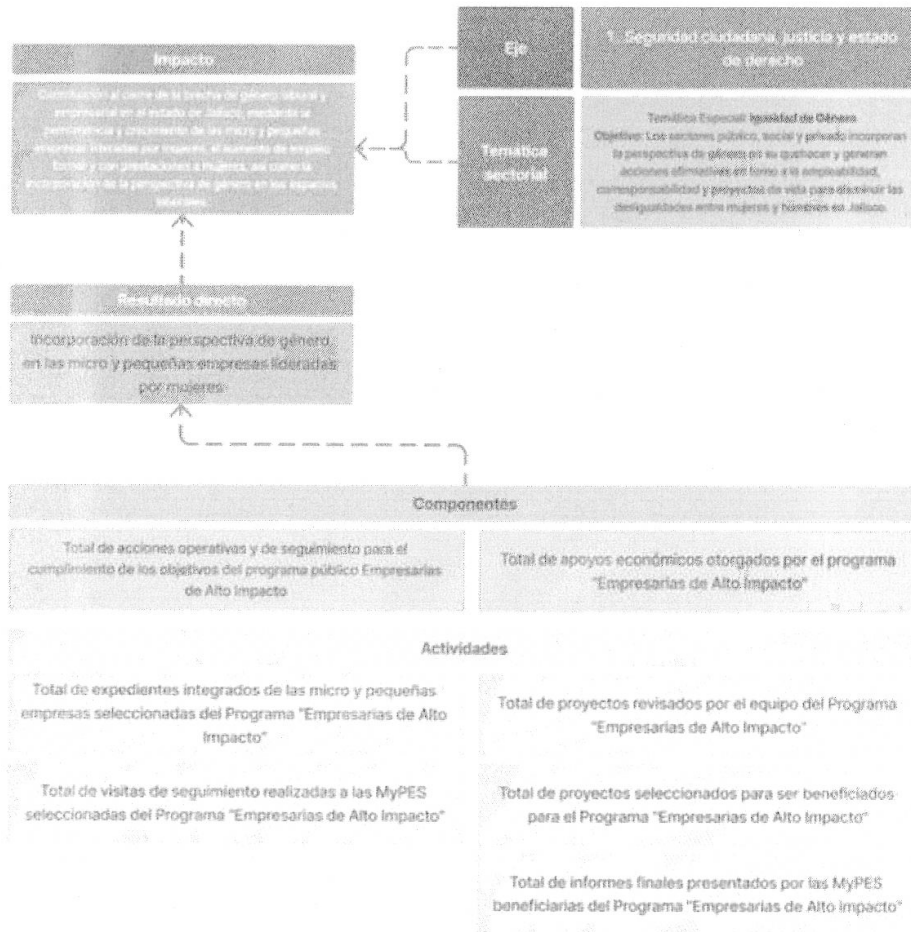 Impacto
Contribución al cierre de la brecha de género laboral y
empresarial en el estado de Jalisco, mediante la
permanencia y crecimiento de las micro y pequeñas
empresas lideradas por mujeres, el aumento de empleo
formal y con prestaciones a mujeres, así como la
incorporación de la perspectiva de género en los espacios
laborales.
Eje
1. Seguridad ciudadana, justicia y estado
de derecho
Temática
sectorial
Temática Especial: Igualdad de Género
Objetivo: Los sectores público, social y privado incorporan
la perspectiva de género en su quehacer y generan
acciones afirmativas en torno a la empleabilidad,
corresponsabilidad y proyectos de vida para disminuir las
desigualdades entre mujeres y hombres en Jalisco.
Resultado directo
Incorporación de la perspectiva de género,
en las micro y pequeñas empresas lideradas
por mujeres
Componentes
Total de acciones operativas y de seguimiento para el
cumplimiento de los objetivos del programa público Empresarias
de Alto Impacto
Total de apoyos económicos otorgados por el programa
"Empresarias de Alto Impacto"
Actividades
Total de expedientes integrados de las micro y pequeñas
empresas seleccionadas del Programa "Empresarias de Alto
Impacto"
Total de proyectos revisados por el equipo del Programa
"Empresarias de Alto Impacto"
Total de visitas de seguimiento realizadas a las MyPES
seleccionadas del Programa "Empresarias de Alto Impacto"
Total de proyectos seleccionados para ser beneficiados
para el Programa "Empresarias de Alto Impacto"
Total de informes finales presentados por las MyPES
beneficiarias del Programa "Empresarias de Alto Impacto"